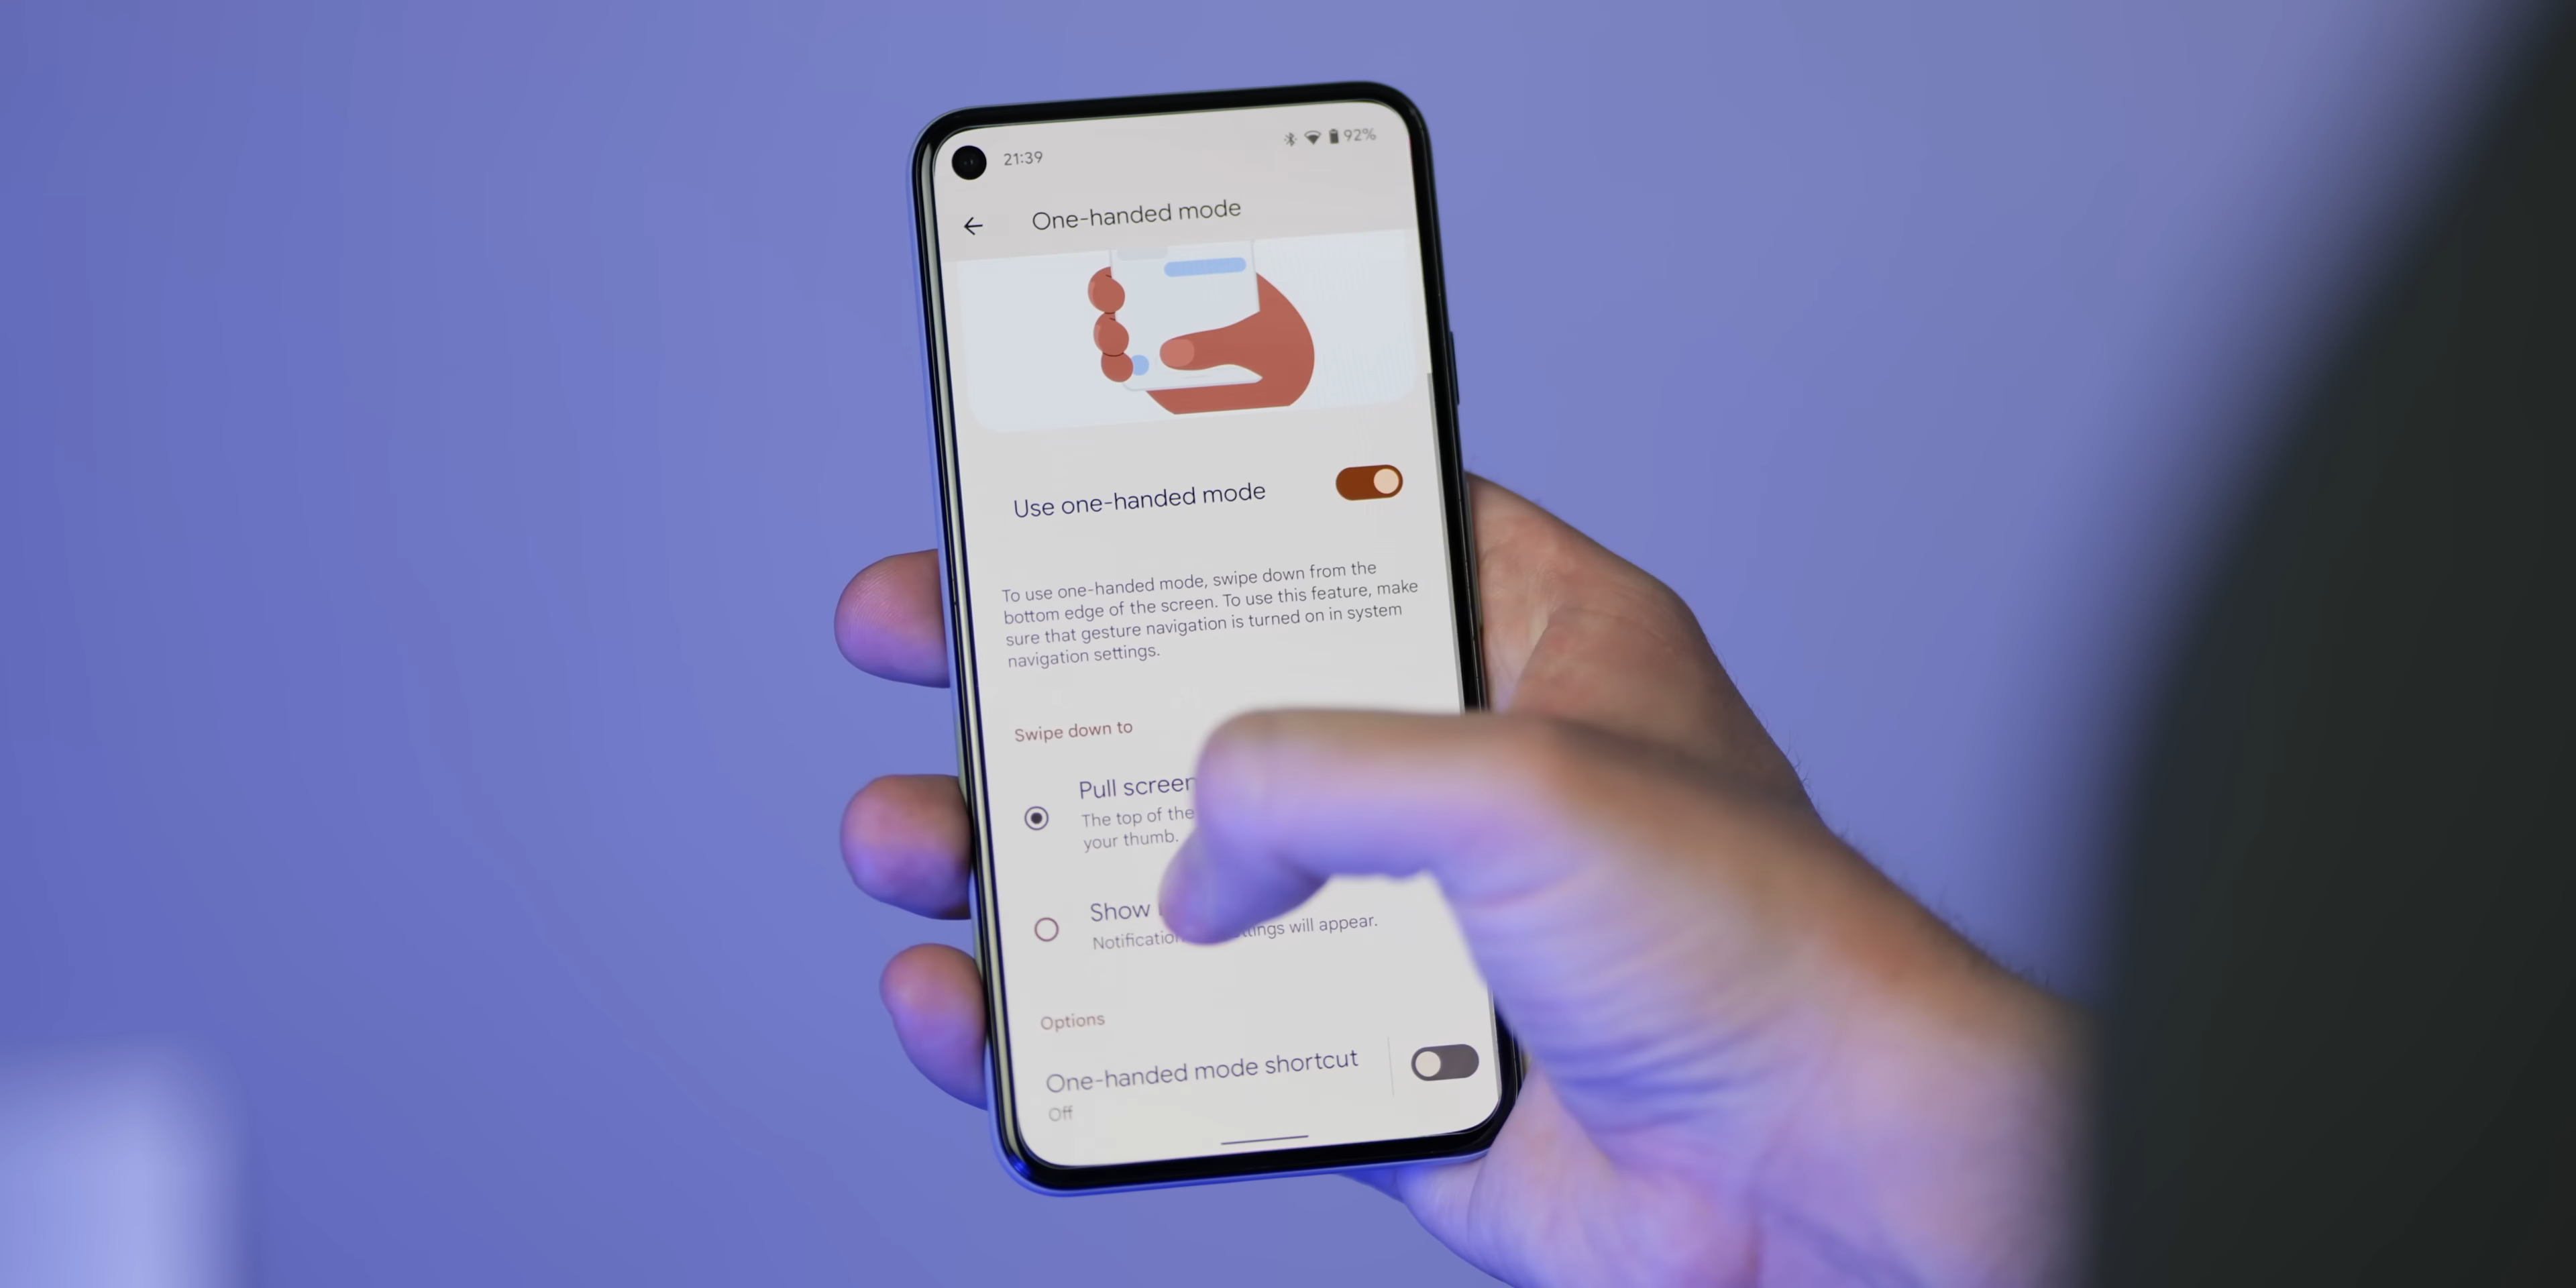 21:39
92%
One-handed mode
Use one-handed mode
To use one-handed mode, swipe down from the
bottom edge of the screen. To use this feature, make
sure that gesture navigation is turned on in system
navigation settings.
Swipe down to
Pull screen
The top of the
your thumb.
Show
will appear.
Options
One-handed mode shortcut
Off